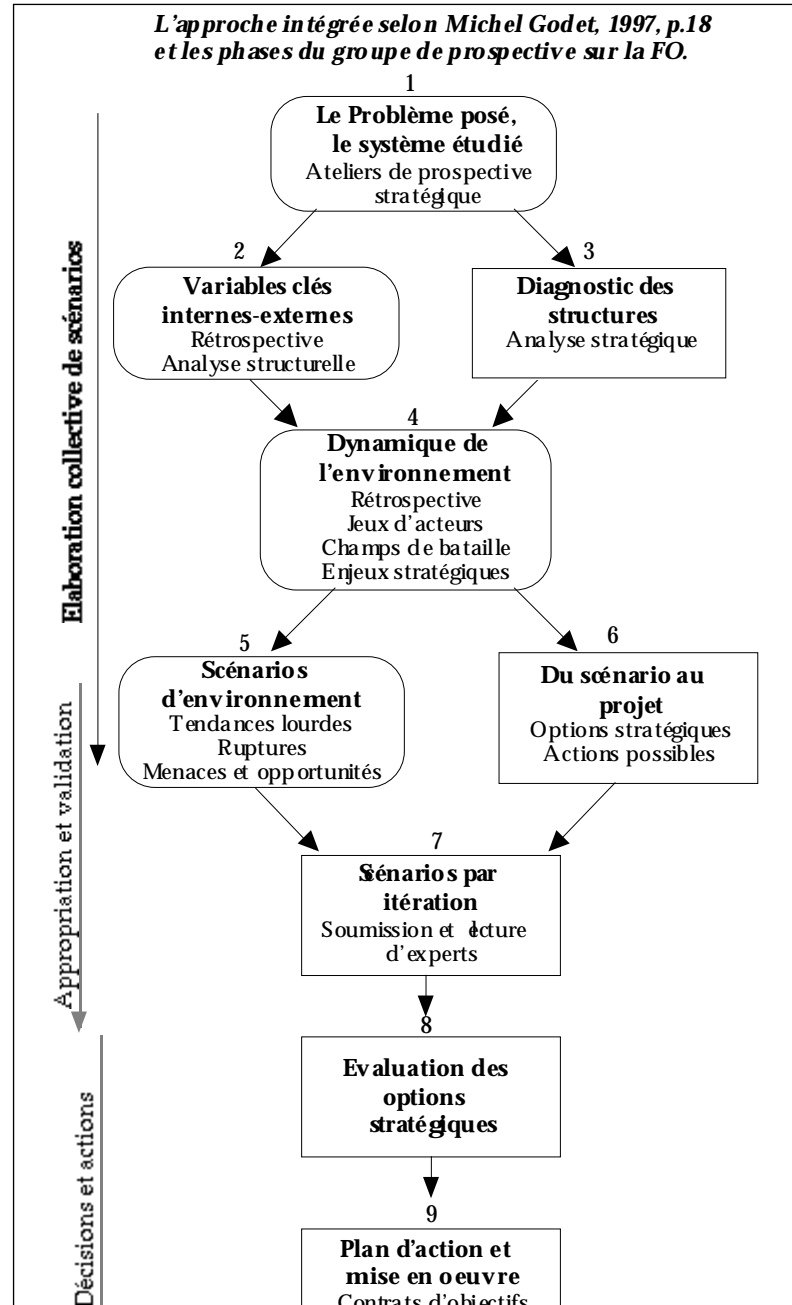 L'approche intégrée selon Michel Godet, 1997, p.18
et les phases du groupe de prospective sur la FO.
1
Le Problème posé,
le système étudié
Ateliers de prospective
stratégique
2
Variables clés
internes-externes
Rétrospective
Analyse structurelle
3
Diagnostic des
structures
Analyse stratégique
4
Dynamique de
l'environnement
Rétrospective
Jeux d'acteurs
Champs de bataille
Enjeux stratégiques
5
Scénarios
d'environnement
Tendances lourdes
Ruptures
Menaces et opportunités
6
Du scénario au
projet
Options stratégiques
Actions possibles
7
Scénarios par
itération
Soumission et lecture
d'experts
8
Evaluation des
options
stratégiques
9
Plan d'action et
mise en oeuvre
Contrats d'objectifs
Elaboration collective de scénarios
Appropriation et validation
Décisions et actions